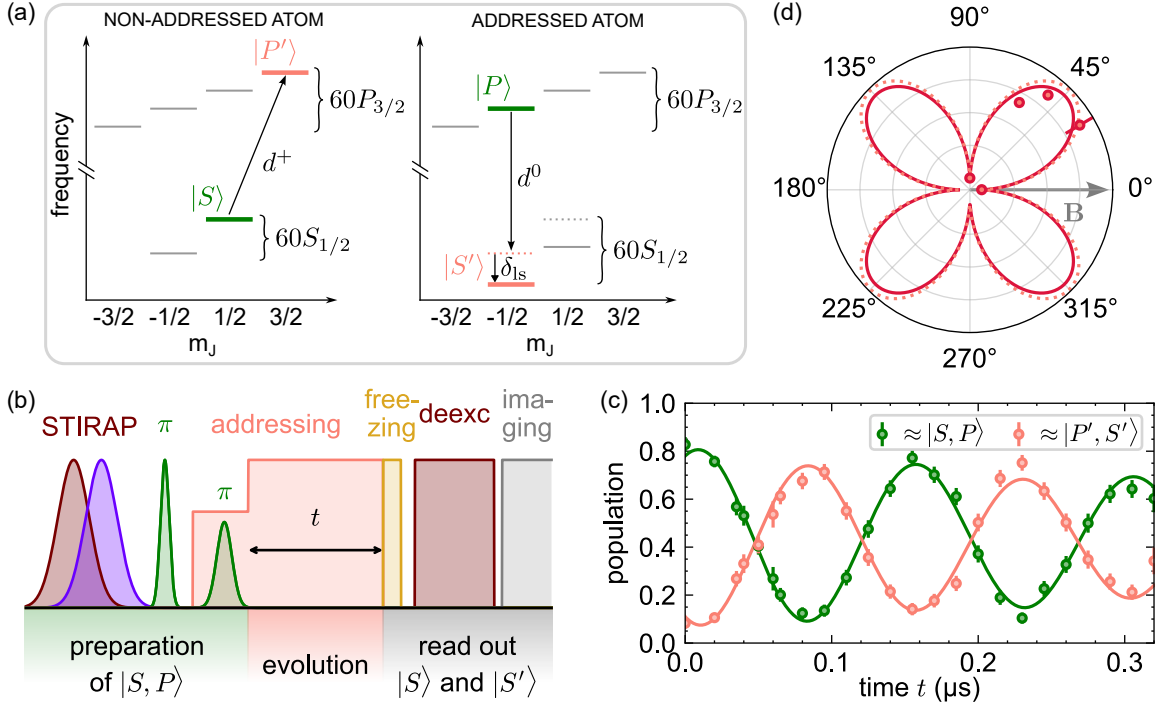 (a)
NON-ADDRESSED ATOM
ADDRESSED ATOM
|P′⟩
60P3/2
d+
|S⟩
60S1/2
frequency
-3/2 -1/2 1/2 3/2
mJ
|P⟩
60P3/2
d0
|S′⟩
δls
60S1/2
-3/2 -1/2 1/2 3/2
mJ
(d)
90°
135°
45°
180°
0°
B
225°
315°
270°
(b)
STIRAP
π
π
addressing
free-
zing
deexc
ima-
ging
t
preparation
of |S, P⟩
evolution
read out
|S⟩ and |S′⟩
(c)
≈|S, P⟩
≈|P′, S′⟩
population
1.0
0.8
0.6
0.4
0.2
0.0
0.0 0.1 0.2 0.3
time t (μs)